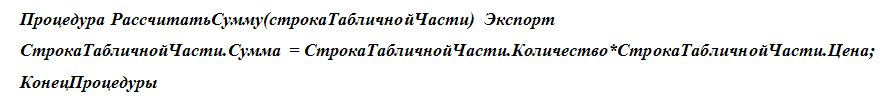 Процедура РассчитатьСумму(строкаТабличнойЧасти) Экспорт
СтрокаТабличнойЧасти.Сумма = СтрокаТабличнойЧасти.Количество*СтрокаТабличнойЧасти.Цена;
КонецПроцедуры